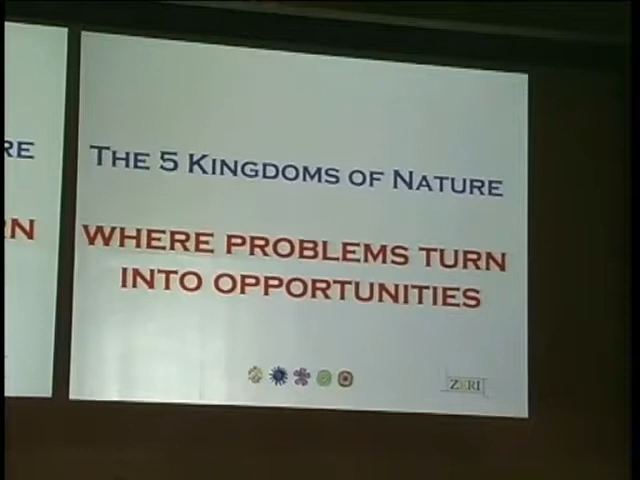 RE
THE 5 KINGDOMS OF NATURE
RN
WHERE PROBLEMS TURN
INTO OPPORTUNITIES
ZERI